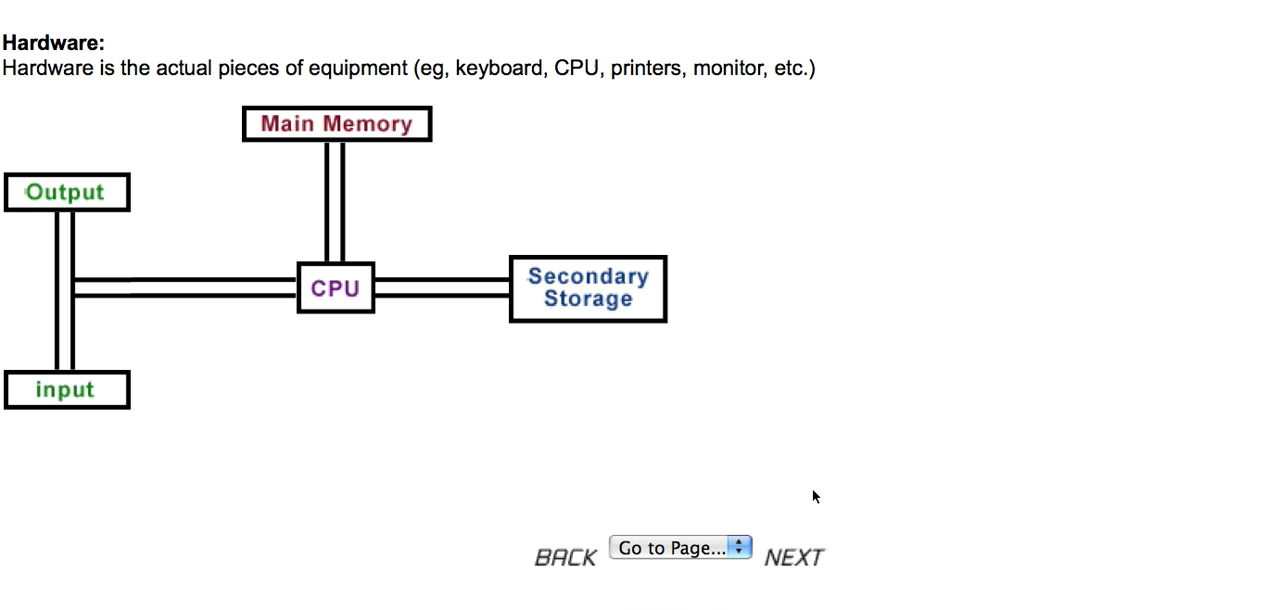 Hardware:
Hardware is the actual pieces of equipment (eg, keyboard, CPU, printers, monitor, etc.)
Main Memory
Output
CPU
Secondary
Storage
input
BACK
Go to Page...
NEXT